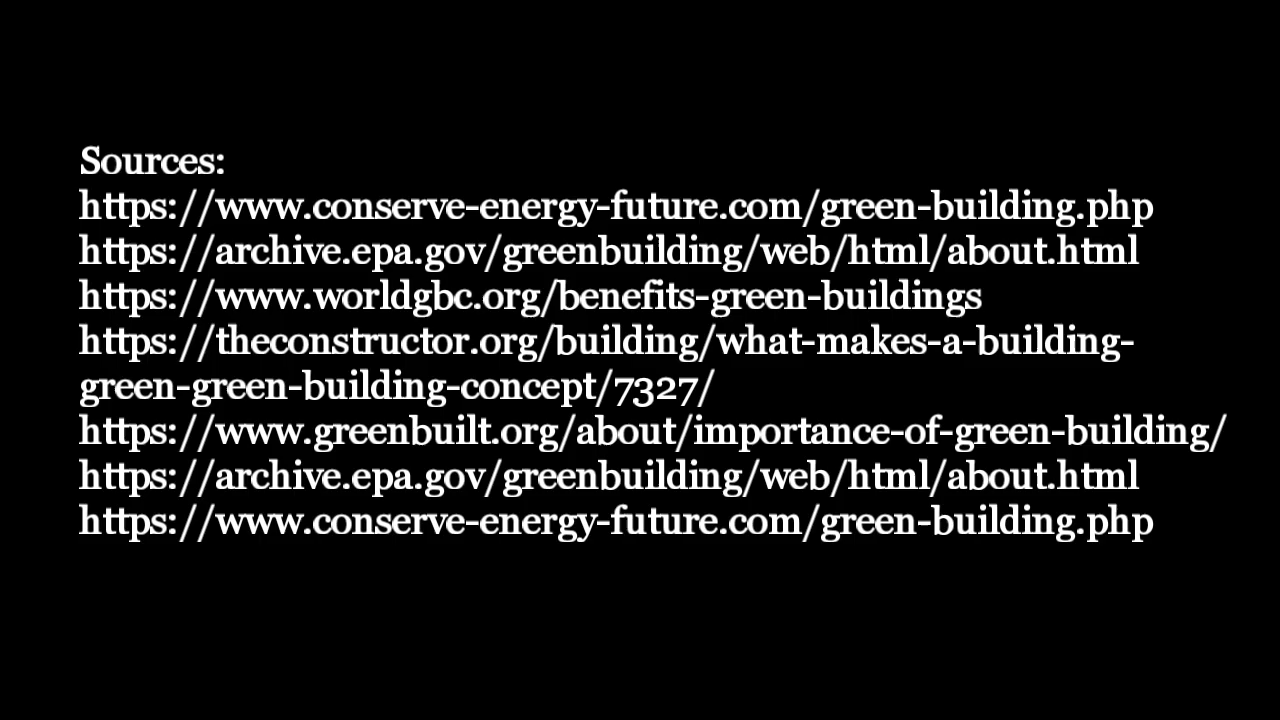 Sources:
https://www.conserve-energy-future.com/green-building.php
https://archive.epa.gov/greenbuilding/web/html/about.html
https://www.worldgbc.org/benefits-green-buildings
https://theconstructor.org/building/what-makes-a-building-
green-green-building-concept/7327/
https://www.greenbuilt.org/about/importance-of-green-building/
https://archive.epa.gov/greenbuilding/web/html/about.html
https://www.conserve-energy-future.com/green-building.php